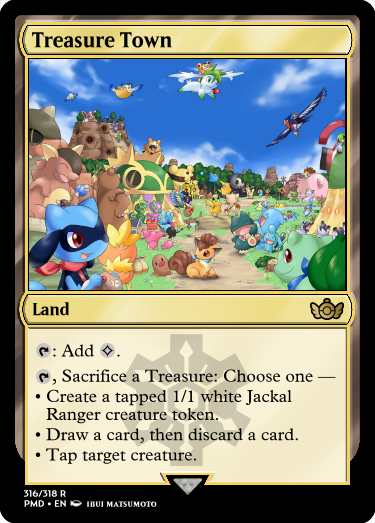 Treasure Town
Land
: Add .
, Sacrifice a Treasure: Choose one —
• Create a tapped 1/1 white Jackal
Ranger creature token.
• Draw a card, then discard a card.
• Tap target creature.
316/318 R
PMD • EN IBUI MATSUMOTO